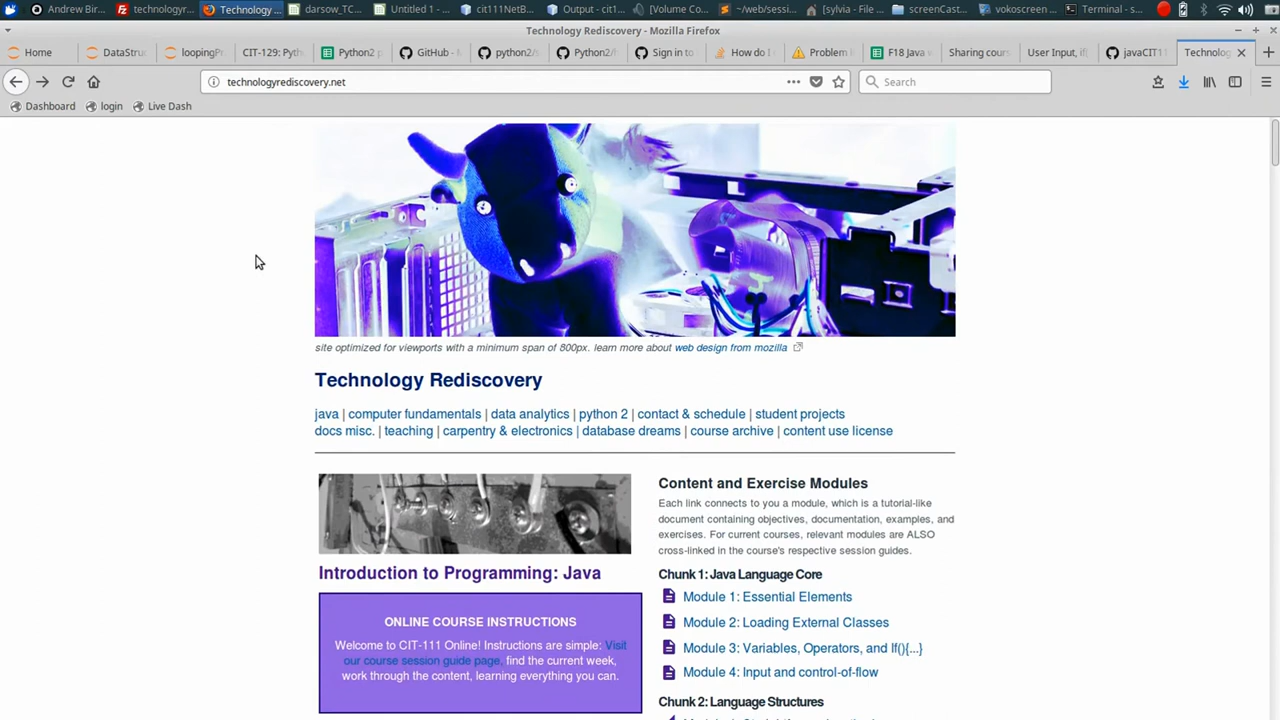 Andrew Bir...
technologyr...
Technology ...
darsow_TC...
Untitled 1 - ...
cit111NetB...
Output - cit1...
[Volume Co...
~/web/sessi...
[sylvia - File ...
screenCast...
vokoscreen
Terminal - s...
Technology Rediscovery - Mozilla Firefox
Home
DataStruc
loopingPr
CIT-129: Pyth
Python2 p
GitHub - M
python2/s
Python2/f
Sign in to
How do I
Problem l
F18 Java v
Sharing cours
User Input, if(
javaCIT11
Technolog
technologyrediscovery.net
Search
Dashboard
login
Live Dash
site optimized for viewports with a minimum span of 800px. learn more about web design from mozilla
Technology Rediscovery
java | computer fundamentals | data analytics | python 2 | contact & schedule | student projects
docs misc. | teaching | carpentry & electronics | database dreams | course archive | content use license
Introduction to Programming: Java
ONLINE COURSE INSTRUCTIONS
Welcome to CIT-111 Online! Instructions are simple: Visit
our course session guide page, find the current week,
work through the content, learning everything you can.
Content and Exercise Modules
Each link connects to you a module, which is a tutorial-like
document containing objectives, documentation, examples, and
exercises. For current courses, relevant modules are ALSO
cross-linked in the course's respective session guides.
Chunk 1: Java Language Core
Module 1: Essential Elements
Module 2: Loading External Classes
Module 3: Variables, Operators, and If(){...}
Module 4: Input and control-of-flow
Chunk 2: Language Structures